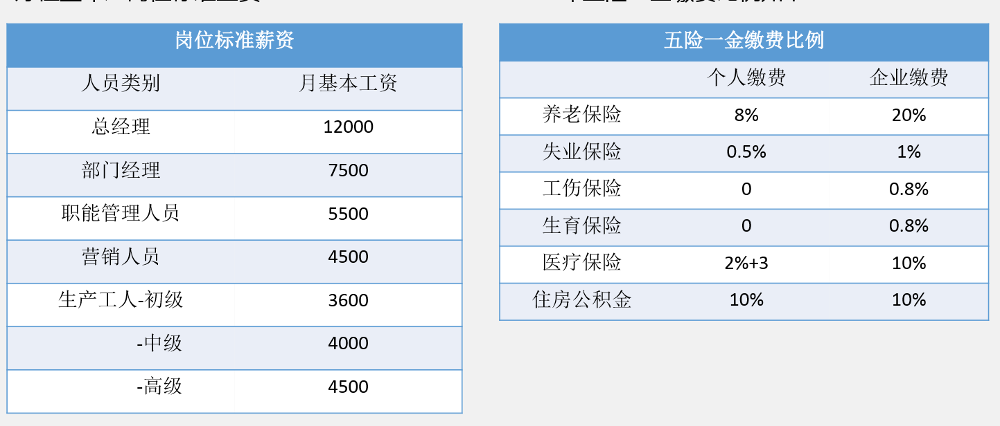 岗位标准薪资
人员类别 月基本工资
总经理 12000
部门经理 7500
职能管理人员 5500
营销人员 4500
生产工人-初级 3600
-中级 4000
-高级 4500
五险一金缴费比例
个人缴费 企业缴费
养老保险 8% 20%
失业保险 0.5% 1%
工伤保险 0 0.8%
生育保险 0 0.8%
医疗保险 2%+3 10%
住房公积金 10% 10%